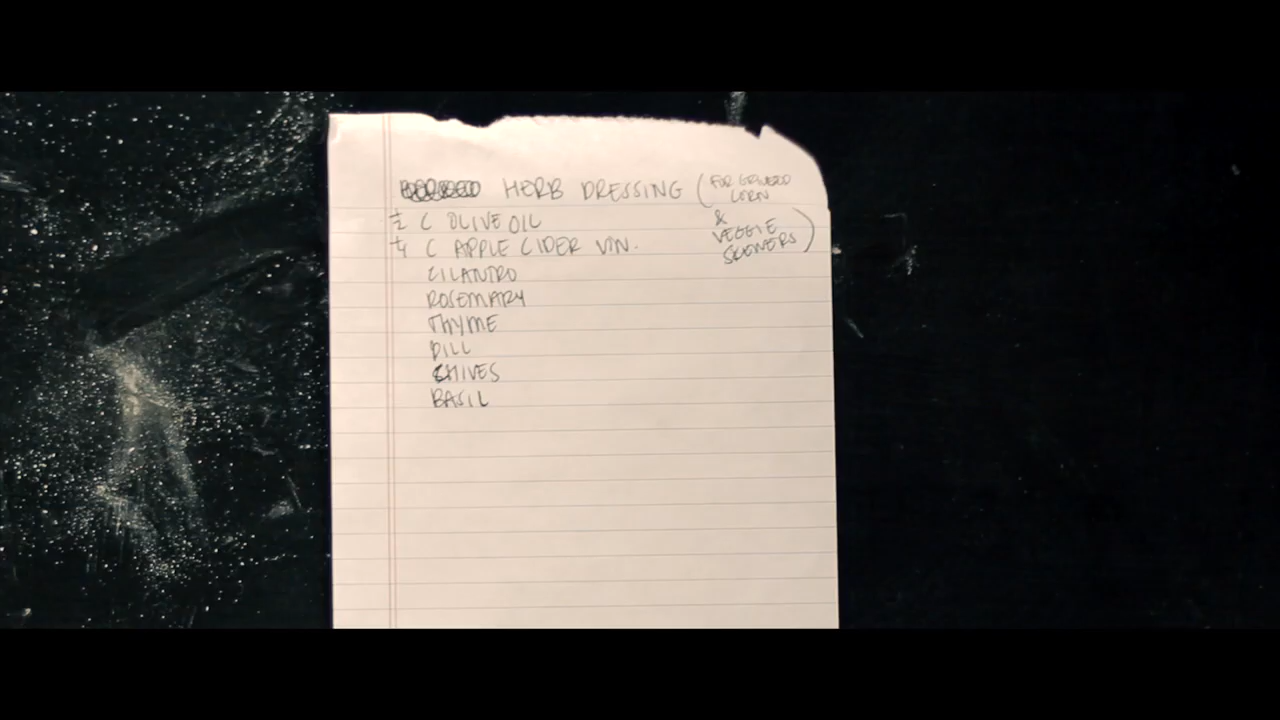 HERB DRESSING (FOR GRILLED
CORN
&
VEGGIE
SKEWERS)
½ C OLIVE OIL
¼ C APPLE CIDER VIN.
CILANTRO
ROSEMARY
THYME
DILL
CHIVES
BASIL